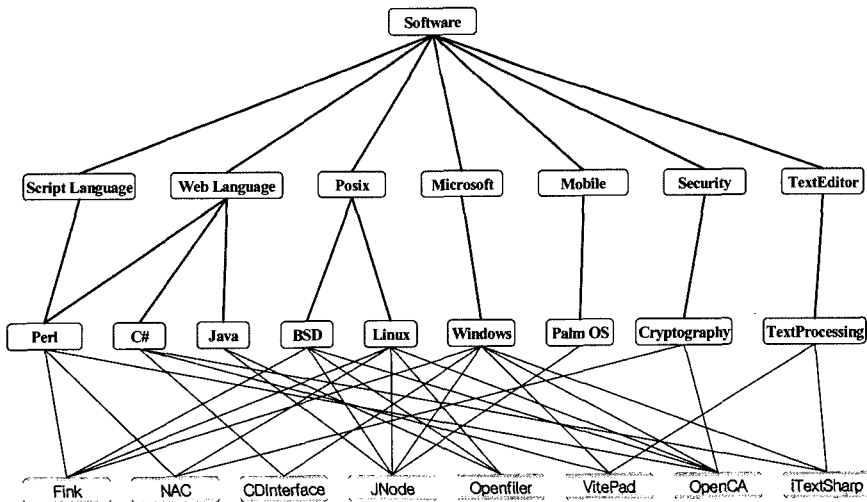 Software
Script Language
Web Language
Posix
Microsoft
Mobile
Security
TextEditor
Perl
C#
Java
BSD
Linux
Windows
Palm OS
Cryptography
TextProcessing
Fink
NAC
CDInterface
JNode
Openfiler
VitePad
OpenCA
iTextSharp